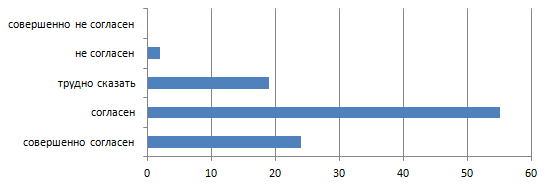 совершенно не согласен
не согласен
трудно сказать
согласен
совершенно согласен
0 10 20 30 40 50 60